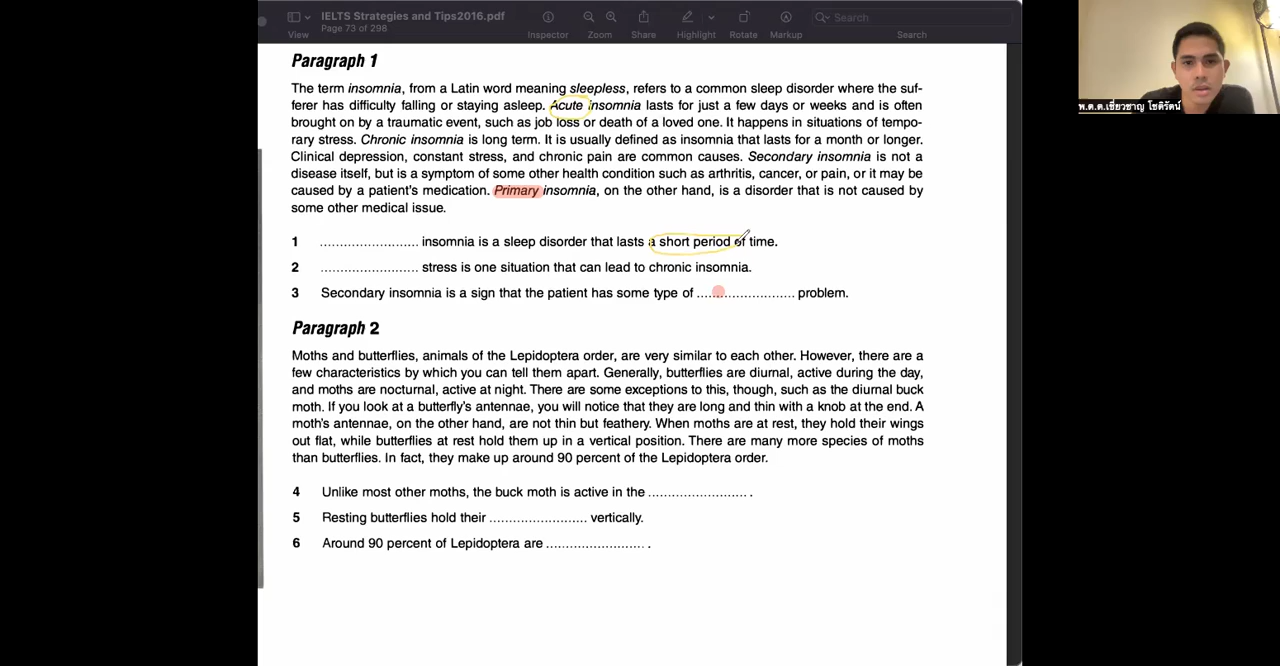 IELTS Strategies and Tips2016.pdf
Page 73 of 298
View
Inspector
Zoom
Share
Highlight
Rotate
Markup
Search
Search
พ.ต.ต.เชี่ยวชาญ โชติรัตน์
Paragraph 1
The term insomnia, from a Latin word meaning sleepless, refers to a common sleep disorder where the suf-
ferer has difficulty falling or staying asleep. Acute insomnia lasts for just a few days or weeks and is often
brought on by a traumatic event, such as job loss or death of a loved one. It happens in situations of tempo-
rary stress. Chronic insomnia is long term. It is usually defined as insomnia that lasts for a month or longer.
Clinical depression, constant stress, and chronic pain are common causes. Secondary insomnia is not a
disease itself, but is a symptom of some other health condition such as arthritis, cancer, or pain, or it may be
caused by a patient's medication. Primary insomnia, on the other hand, is a disorder that is not caused by
some other medical issue.
1 ......................... insomnia is a sleep disorder that lasts a short period of time.
2 ......................... stress is one situation that can lead to chronic insomnia.
3 Secondary insomnia is a sign that the patient has some type of ......................... problem.
Paragraph 2
Moths and butterflies, animals of the Lepidoptera order, are very similar to each other. However, there are a
few characteristics by which you can tell them apart. Generally, butterflies are diurnal, active during the day,
and moths are nocturnal, active at night. There are some exceptions to this, though, such as the diurnal buck
moth. If you look at a butterfly's antennae, you will notice that they are long and thin with a knob at the end. A
moth's antennae, on the other hand, are not thin but feathery. When moths are at rest, they hold their wings
out flat, while butterflies at rest hold them up in a vertical position. There are many more species of moths
than butterflies. In fact, they make up around 90 percent of the Lepidoptera order.
4 Unlike most other moths, the buck moth is active in the ......................... .
5 Resting butterflies hold their ......................... vertically.
6 Around 90 percent of Lepidoptera are ......................... .